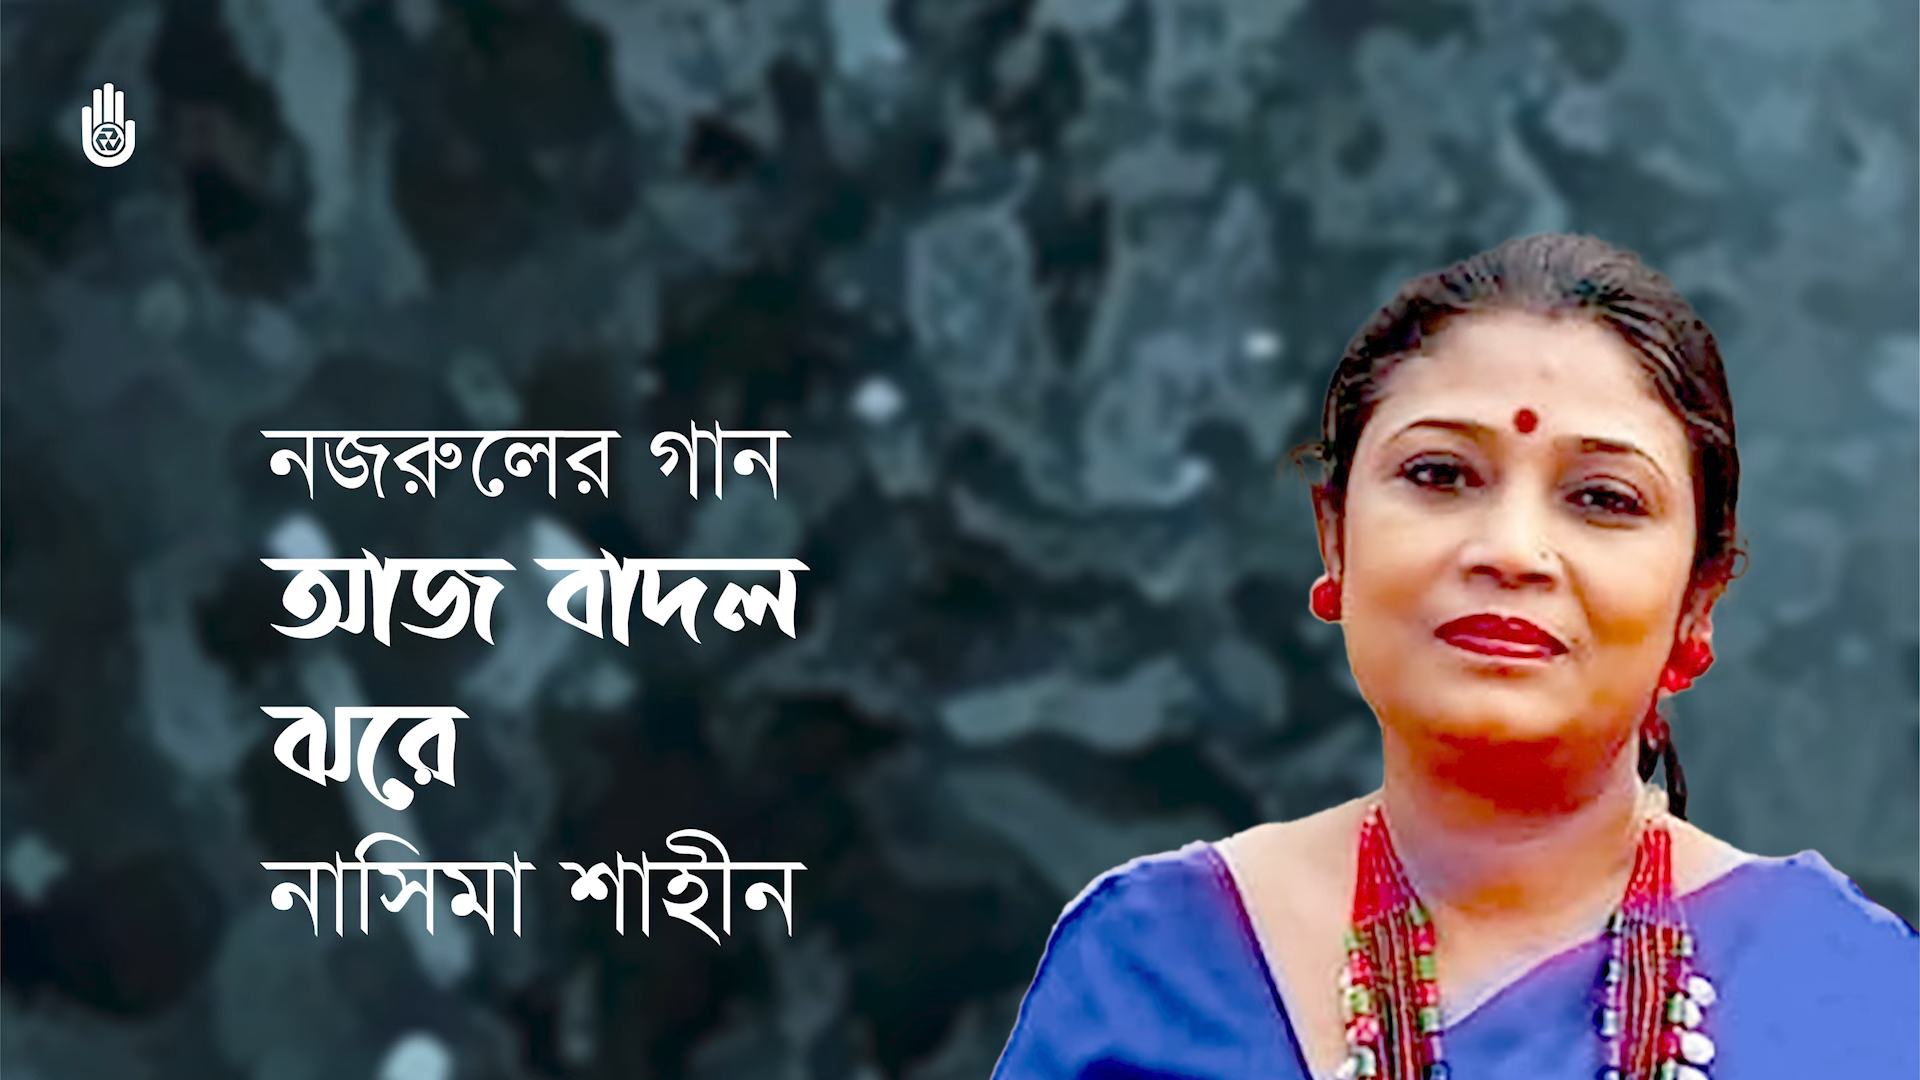 নজরুলের গান
আজ বাদল
ঝরে
নাসিমা শাহীন